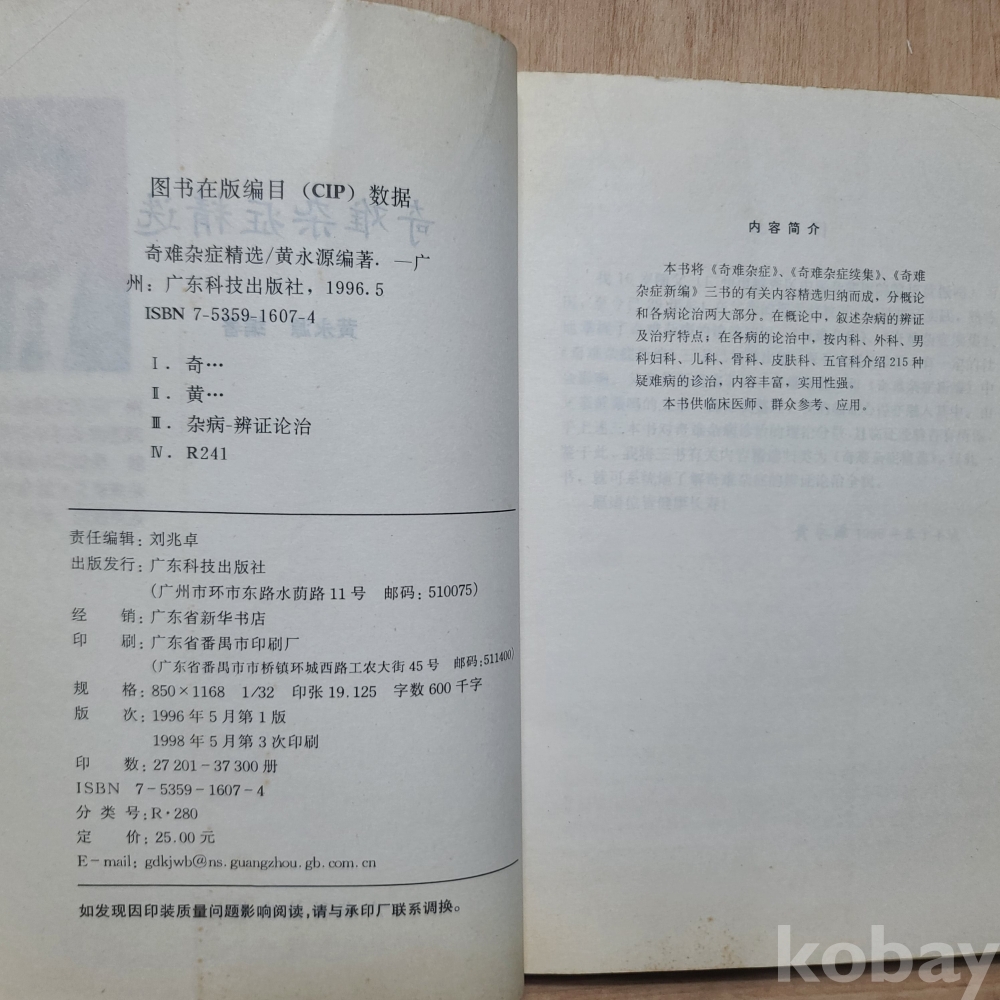 图书在版编目（CIP）数据
奇难杂症精选/黄永源编著．—广
州：广东科技出版社，1996.5
ISBN 7-5359-1607-4
Ⅰ．奇…
Ⅱ．黄…
Ⅲ．杂病-辨证论治
Ⅳ．R241
责任编辑：刘兆卓
出版发行：广东科技出版社
（广州市环市东路水荫路11号 邮码：510075）
经 销：广东省新华书店
印 刷：广东省番禺市印刷厂
（广东省番禺市市桥镇环城西路工农大街45号 邮码：511400）
规 格：850×1168 1/32 印张19.125 字数600千字
版 次：1996年5月第1版
1998年5月第3次印刷
印 数：27 201－37 300册
ISBN 7-5359-1607-4
分 类 号：R·280
定 价：25.00元
E-mail：gdkjwb@ns.guangzhou.gb.com.cn
如发现因印装质量问题影响阅读，请与承印厂联系调换。
内容简介
本书将《奇难杂症》、《奇难杂症续集》、《奇难
杂症新编》三书的有关内容精选归纳而成，分概论
和各病论治两大部分。在概论中，叙述杂病的辨证
及治疗特点；在各病的论治中，按内科、外科、男
科妇科、儿科、骨科、皮肤科、五官科介绍215种
疑难病的诊治，内容丰富，实用性强。
本书供临床医师、群众参考、应用。
kobay